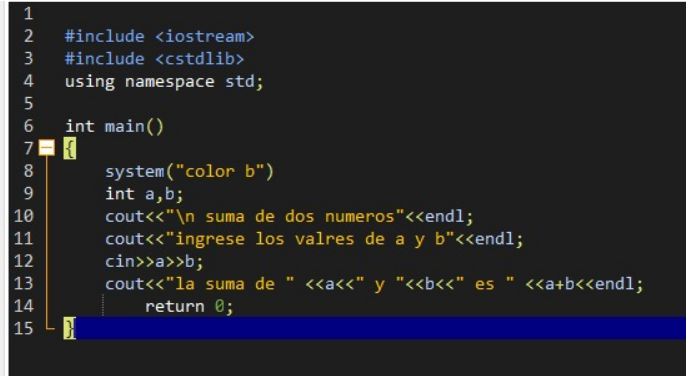 1
2 #include <iostream>
3 #include <cstdlib>
4 using namespace std;
5
6 int main()
7 {
8 system("color b")
9 int a,b;
10 cout<<"\n suma de dos numeros"<<endl;
11 cout<<"ingrese los valres de a y b"<<endl;
12 cin>>a>>b;
13 cout<<"la suma de " <<a<<" y "<<b<<" es " <<a+b<<endl;
14 return 0;
15 }